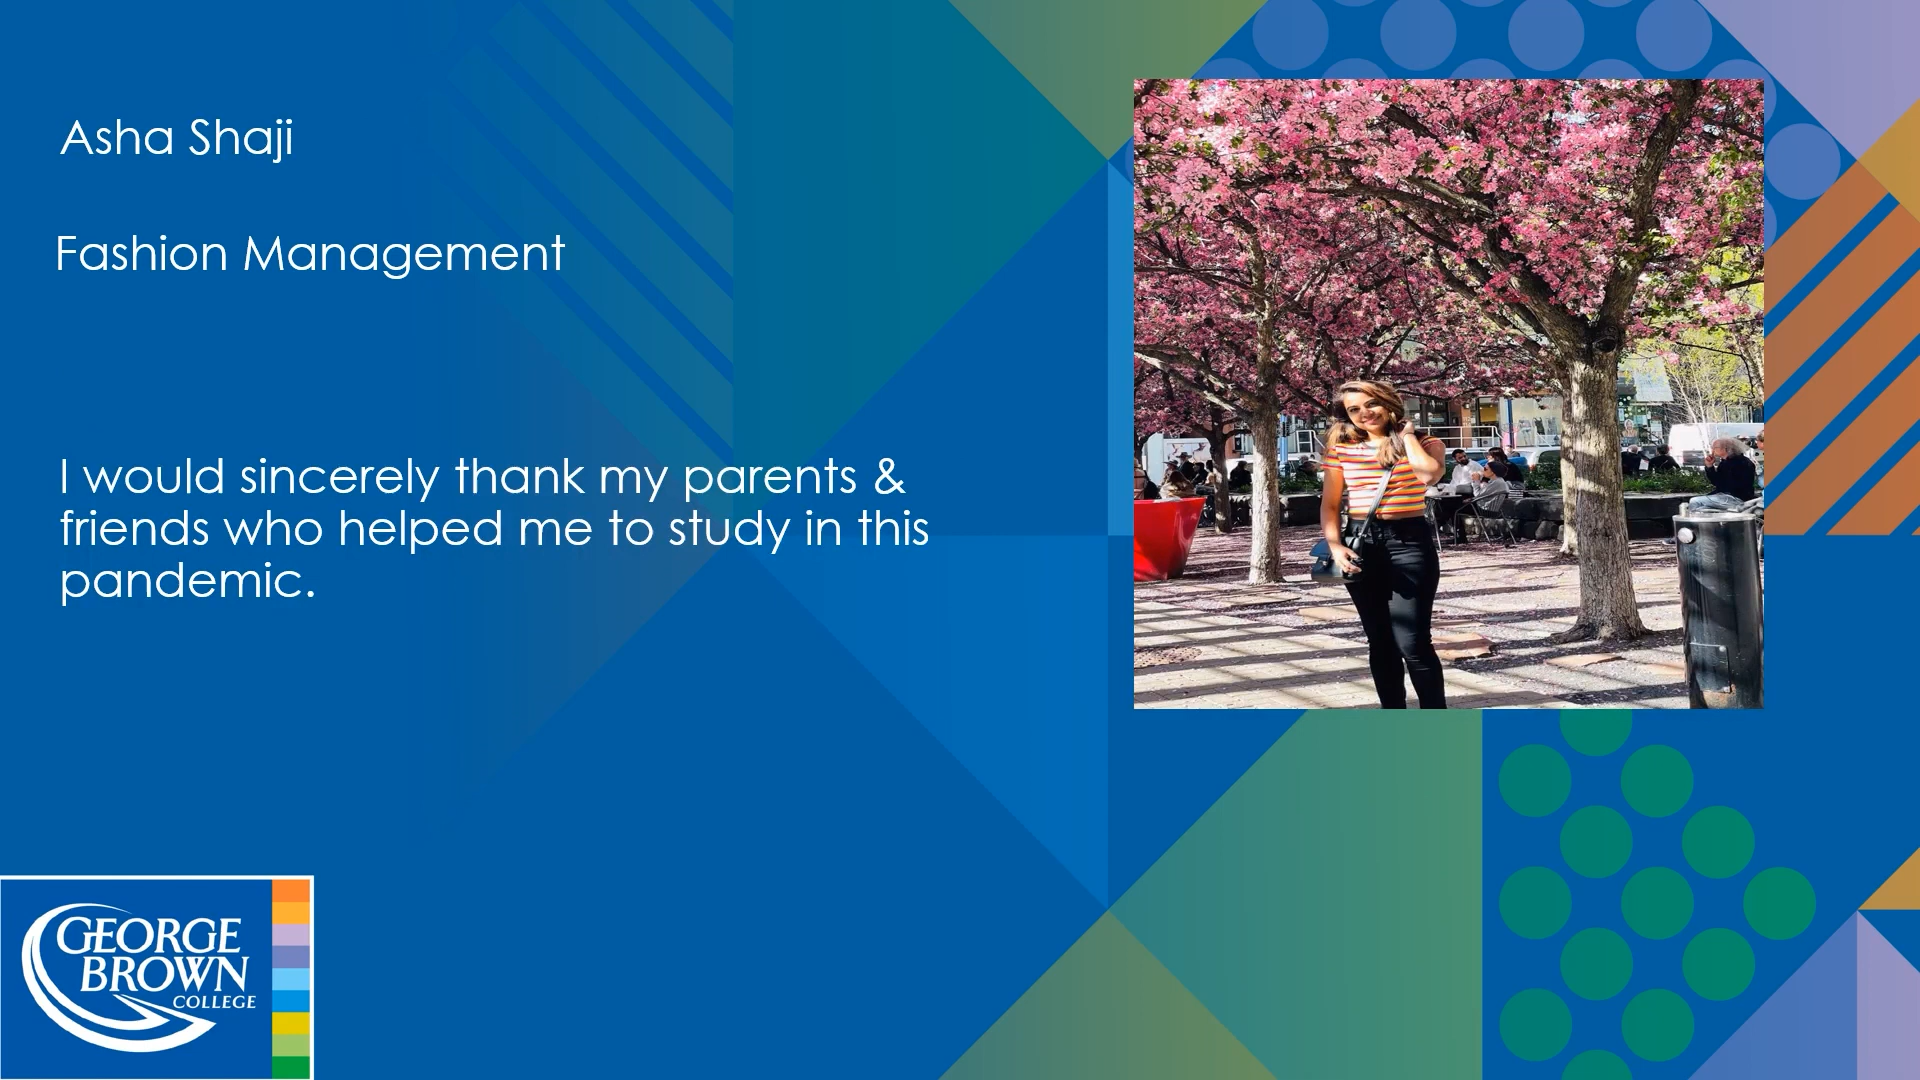 Asha Shaji
Fashion Management
I would sincerely thank my parents &
friends who helped me to study in this
pandemic.
GEORGE
BROWN
COLLEGE